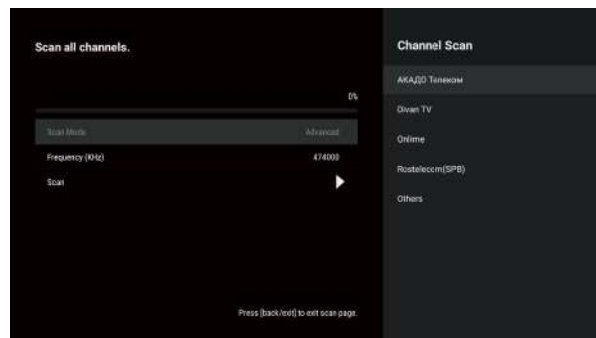 Scan all channels.
0%
Scan Mode Advanced
Frequency (KHz) 474000
Scan
Press [back/exit] to exit scan page.
Channel Scan
АКАДО Телеком
Divan TV
Onlime
Rostelecom(SPB)
Others